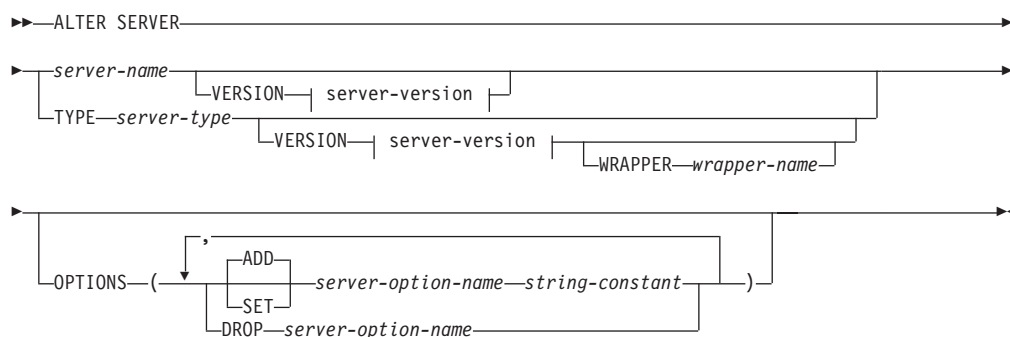 ALTER SERVER
server-name
VERSION server-version
TYPE server-type
VERSION server-version
WRAPPER wrapper-name
,
ADD
OPTIONS ( server-option-name string-constant )
SET
DROP server-option-name